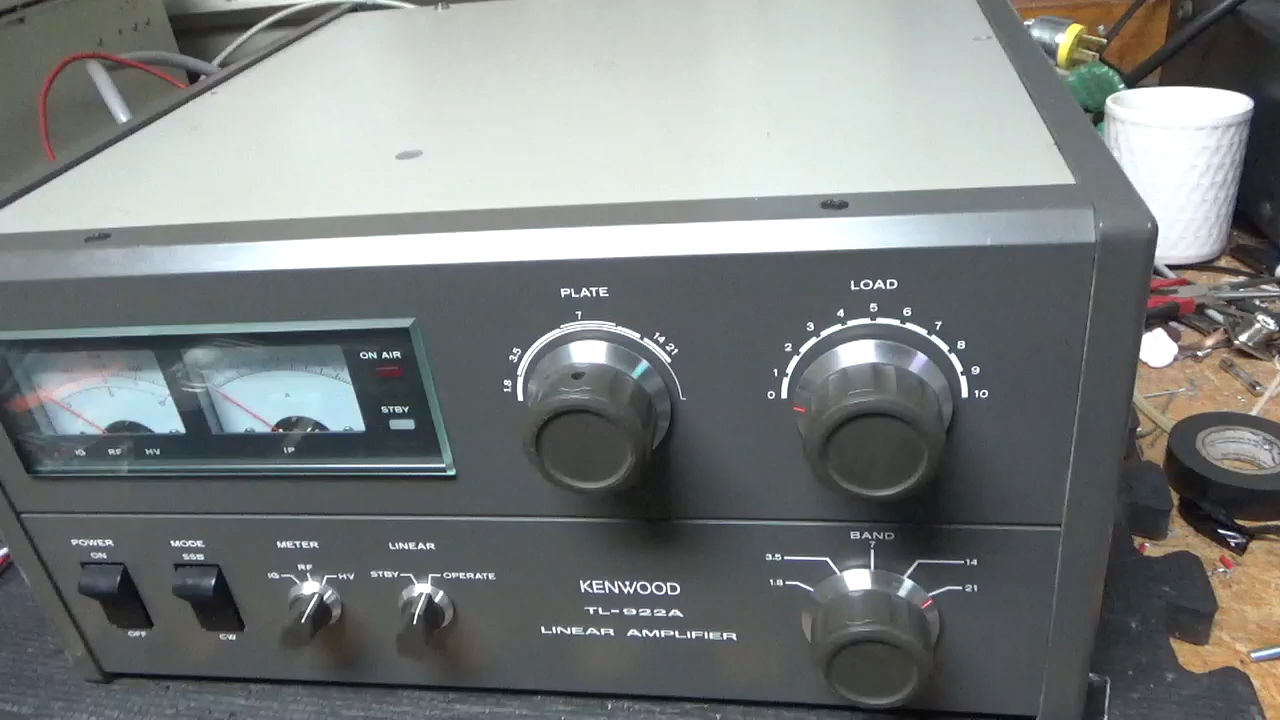 PLATE
1.8 3.5 7 14 21
LOAD
0 1 2 3 4 5 6 7 8 9 10
ON AIR
STBY
IG RF HV
IP
A
POWER
ON
OFF
MODE
SSB
CW
METER
IG RF HV
LINEAR
STBY OPERATE
KENWOOD
TL-922A
LINEAR AMPLIFIER
BAND
1.8 3.5 7 14 21